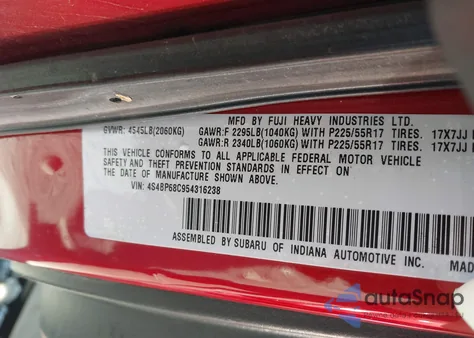 MFD. BY FUJI HEAVY INDUSTRIES LTD.
GVWR: 4545LB(2060KG) GAWR:F 2295LB(1040KG) WITH P225/55R17 TIRES. 17X7JJ
GAWR:R 2340LB(1060KG) WITH P225/55R17 TIRES. 17X7JJ
THIS VEHICLE CONFORMS TO ALL APPLICABLE FEDERAL MOTOR VEHICLE
SAFETY AND THEFT PREVENTION STANDARDS IN EFFECT ON
THE DATE OF MANUFACTURE SHOWN ABOVE.
VIN: 4S4BP68C954316238
ASSEMBLED BY SUBARU OF INDIANA AUTOMOTIVE INC. MAD
autoSnap